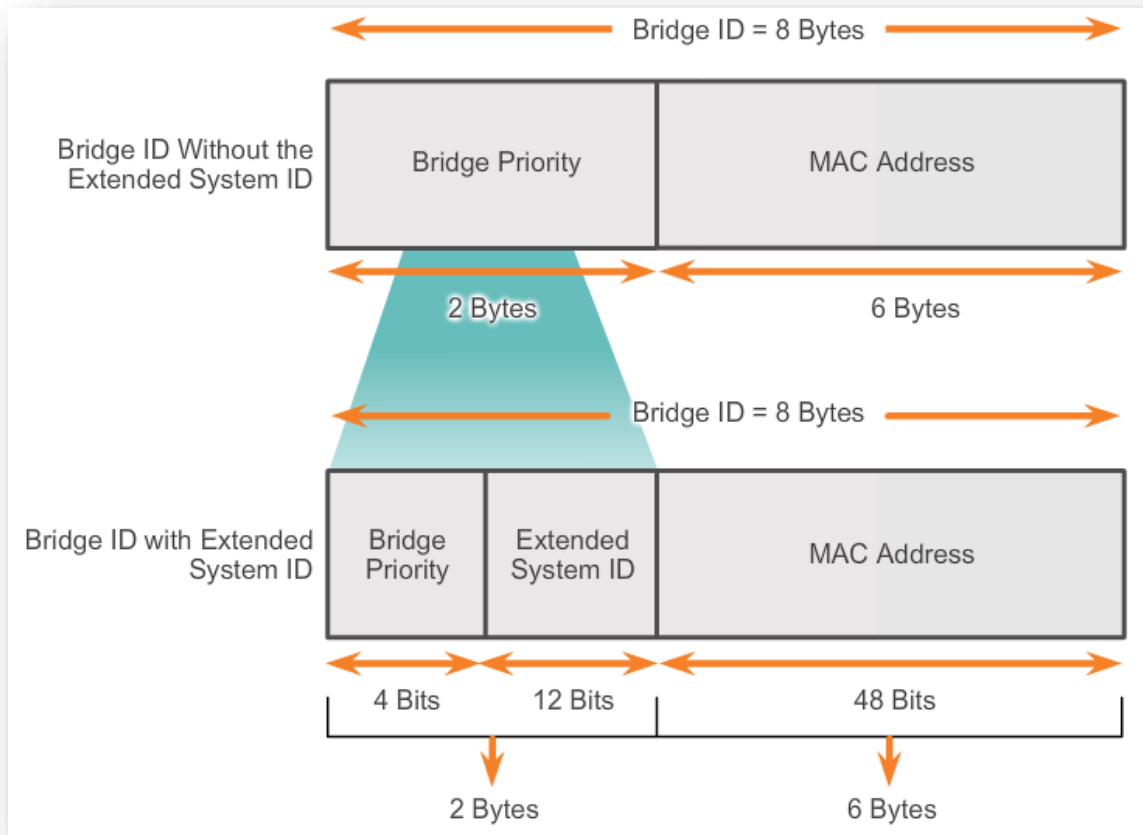 Bridge ID = 8 Bytes
Bridge ID Without the
Extended System ID
Bridge Priority
MAC Address
2 Bytes
6 Bytes
Bridge ID = 8 Bytes
Bridge ID with Extended
System ID
Bridge
Priority
Extended
System ID
MAC Address
4 Bits
12 Bits
48 Bits
2 Bytes
6 Bytes